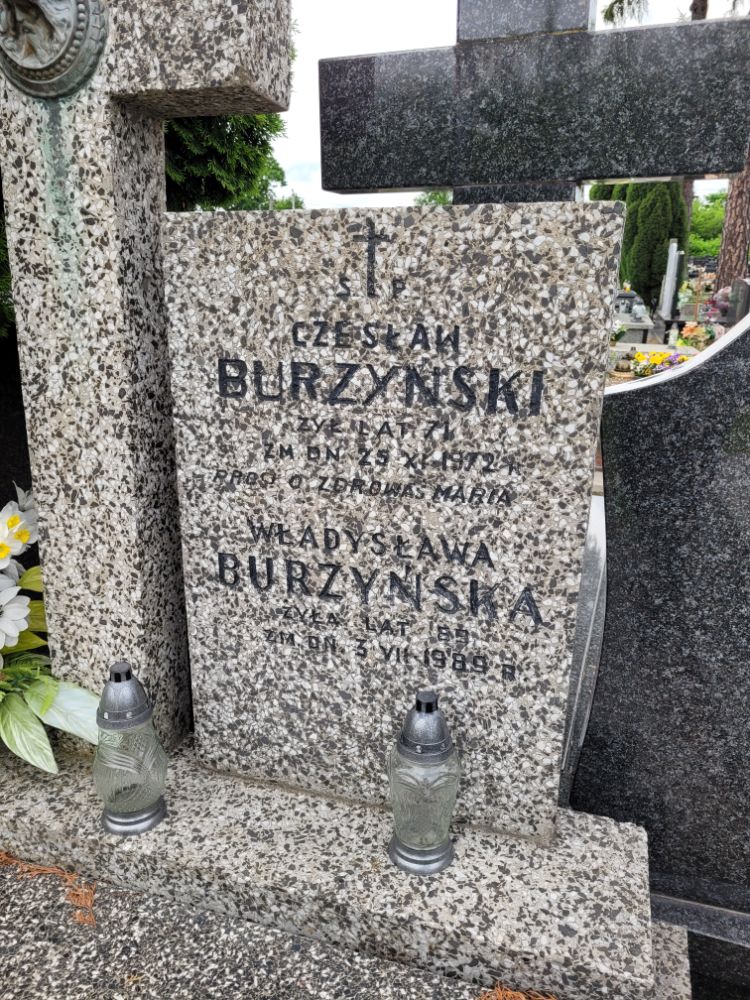 Ś P
CZESŁAW
BURZYŃSKI
ŻYŁ LAT 71
ZM DN 25 XI 1972 R
PROSI O ZDROWAŚ MARIA
WŁADYSŁAWA
BURZYŃSKA
ŻYŁA LAT 89
ZM DN 3 VII 1989 R